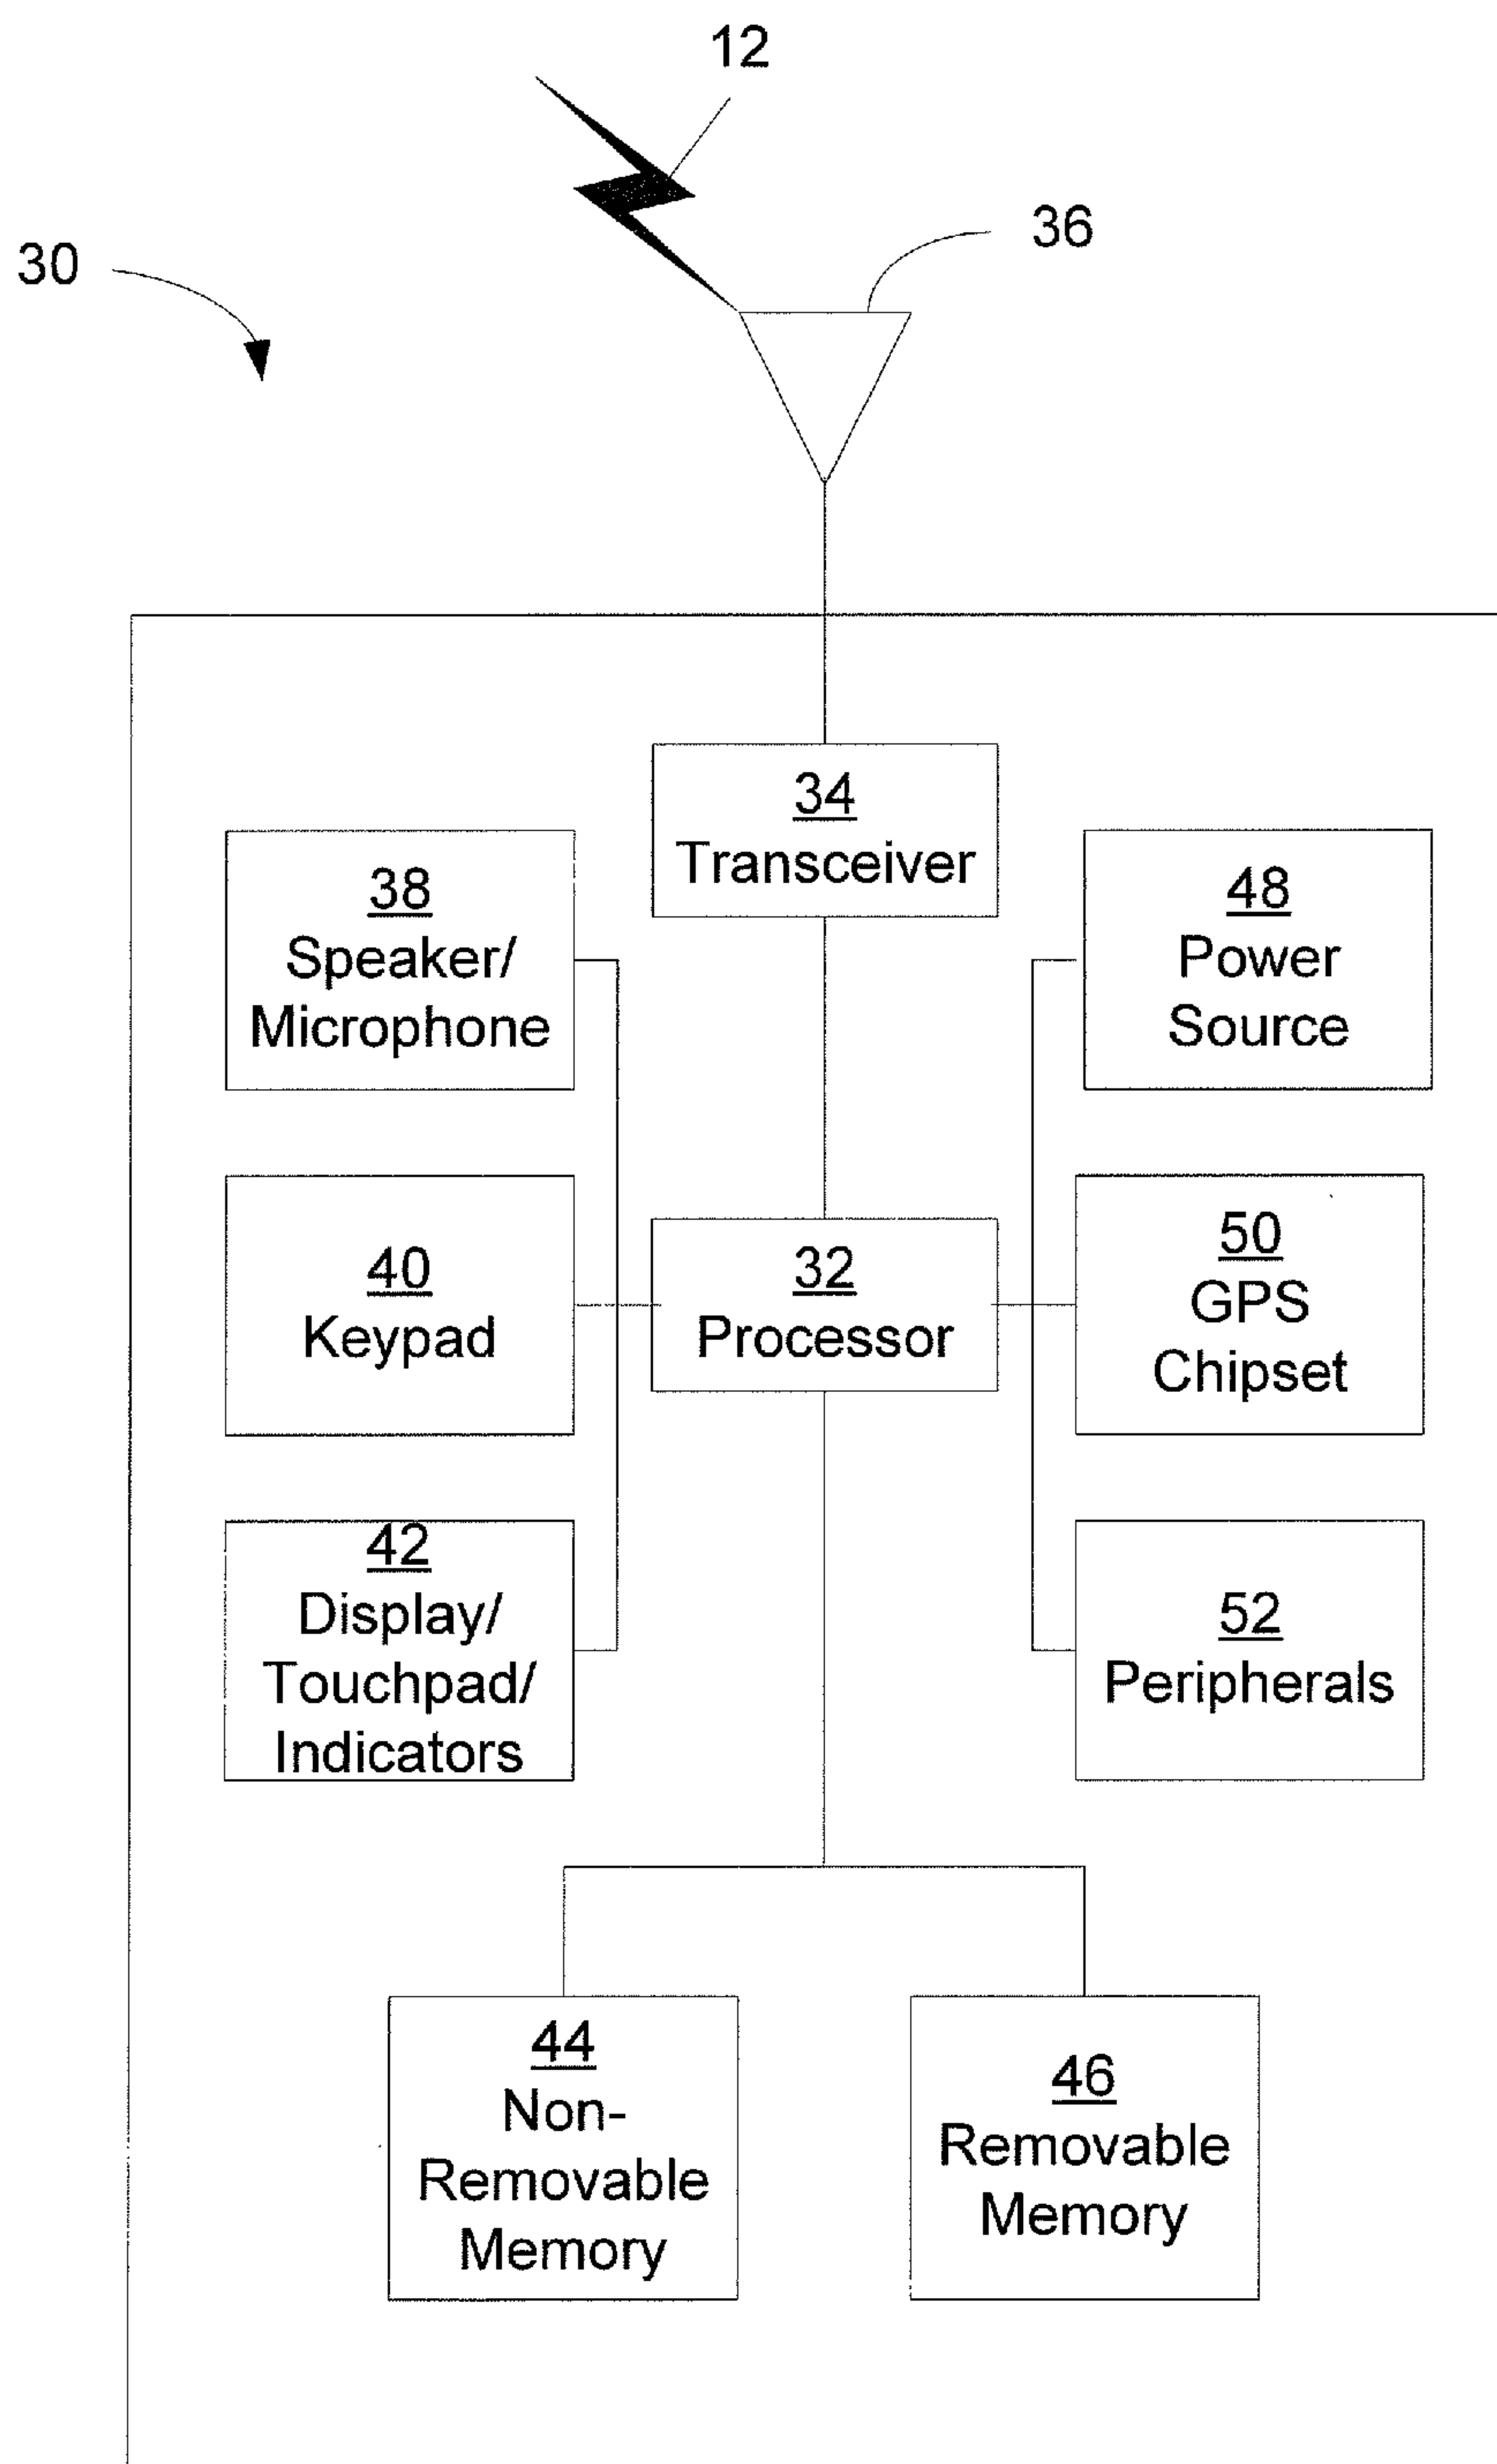 12
36
30
34
Transceiver
38
Speaker/
Microphone
48
Power
Source
40
Keypad
32
Processor
50
GPS
Chipset
42
Display/
Touchpad/
Indicators
52
Peripherals
44
Non-
Removable
Memory
46
Removable
Memory